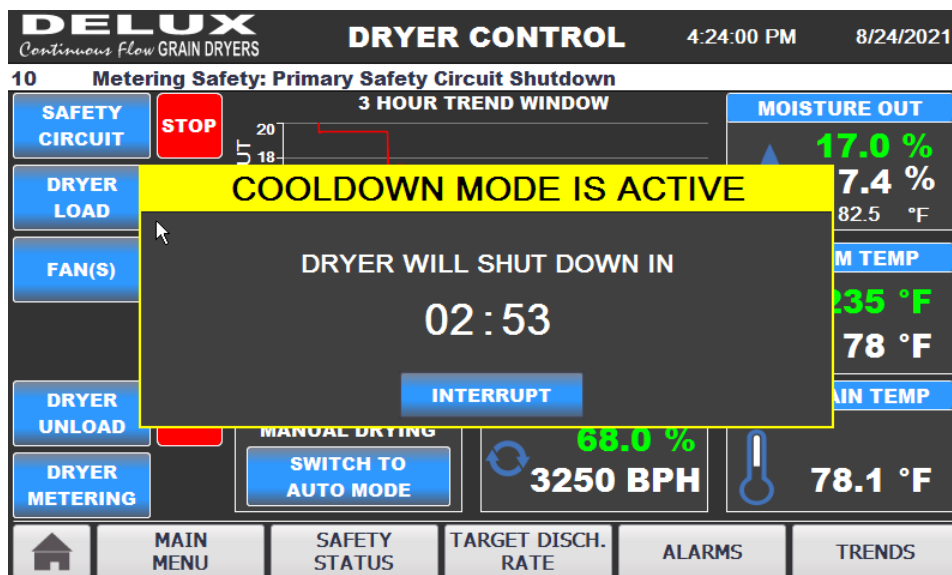 DELUX
Continuous Flow GRAIN DRYERS
DRYER CONTROL
4:24:00 PM
8/24/2021
10 Metering Safety: Primary Safety Circuit Shutdown
SAFETY
CIRCUIT
STOP
3 HOUR TREND WINDOW
20
18
MOISTURE OUT
17.0 %
7.4 %
82.5 °F
DRYER
LOAD
COOLDOWN MODE IS ACTIVE
DRYER WILL SHUT DOWN IN
02:53
INTERRUPT
FAN(S)
TEMP
235 °F
78 °F
DRYER
UNLOAD
MANUAL DRYING
SWITCH TO
AUTO MODE
68.0 %
3250 BPH
TEMP
78.1 °F
DRYER
METERING
MAIN
MENU
SAFETY
STATUS
TARGET DISCH.
RATE
ALARMS
TRENDS